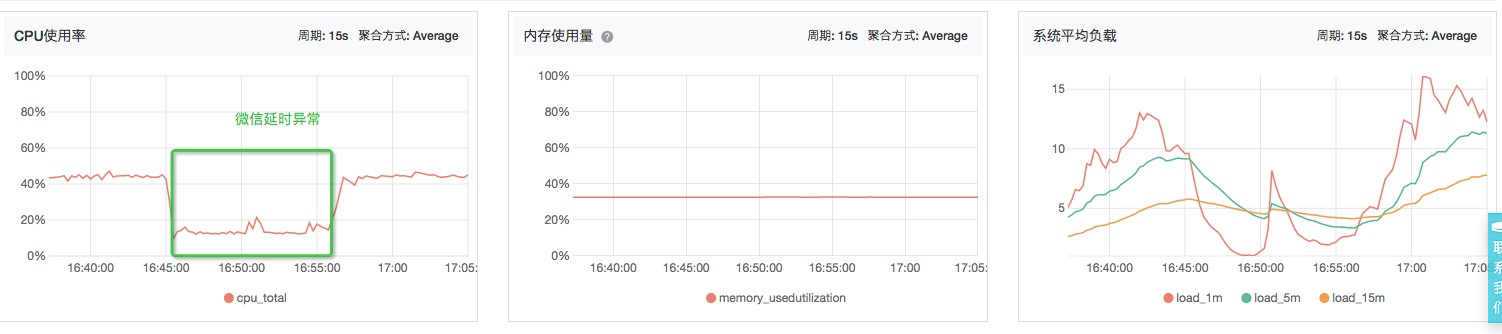 CPU使用率
周期: 15s 聚合方式: Average
100%
80%
60%
40%
20%
0%
微信延时异常
16:40:00 16:45:00 16:50:00 16:55:00 17:00 17:05:
cpu_total
内存使用量 ?
周期: 15s 聚合方式: Average
100%
80%
60%
40%
20%
0%
16:40:00 16:45:00 16:50:00 16:55:00 17:00 17:05:
memory_usedutilization
系统平均负载
周期: 15s 聚合方式: Average
15
10
5
16:40:00 16:45:00 16:50:00 16:55:00 17:00 17:0
load_1m load_5m load_15m
联
系
我
们